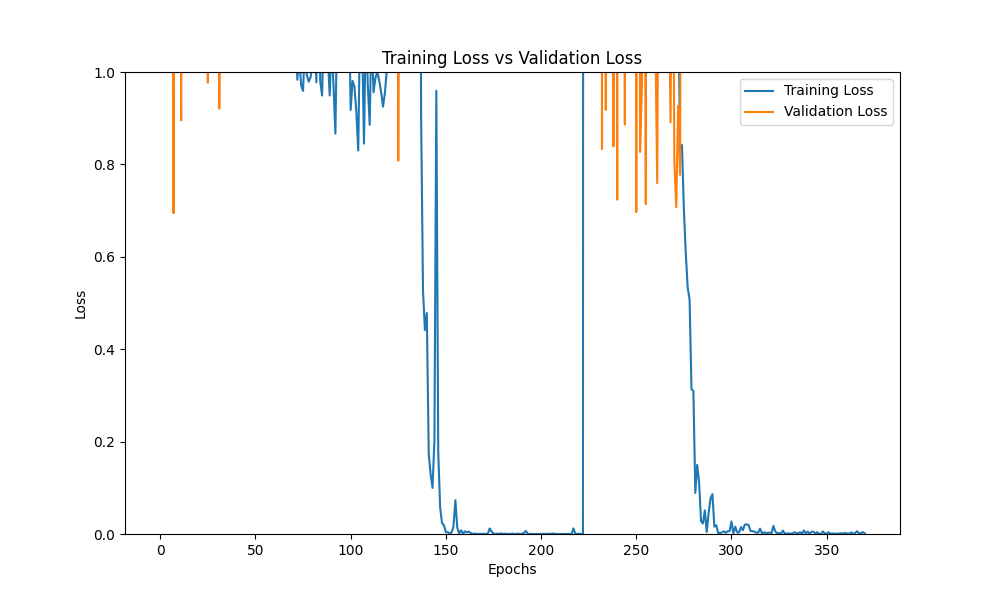 Training Loss vs Validation Loss
1.0
0.8
0.6
0.4
0.2
0.0
Loss
Training Loss
Validation Loss
0 50 100 150 200 250 300 350
Epochs